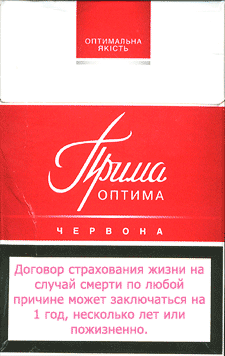 ОПТИМАЛЬНА
ЯКІСТЬ
Прима
ОПТИМА
ЧЕРВОНА
Договор страхования жизни на
случай смерти по любой
причине может заключаться на
1 год, несколько лет или
пожизненно.